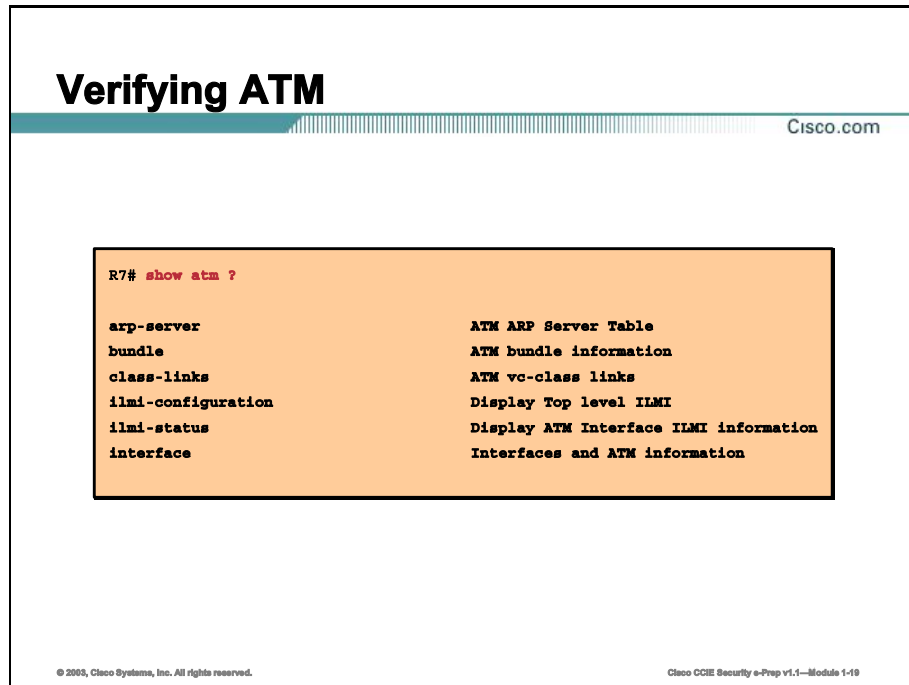 Verifying ATM
Cisco.com
R7# show atm ?
arp-server ATM ARP Server Table
bundle ATM bundle information
class-links ATM vc-class links
ilmi-configuration Display Top level ILMI
ilmi-status Display ATM Interface ILMI information
interface Interfaces and ATM information
© 2003, Cisco Systems, Inc. All rights reserved. Cisco CCIE Security e-Prep v1.1—Module 1-19